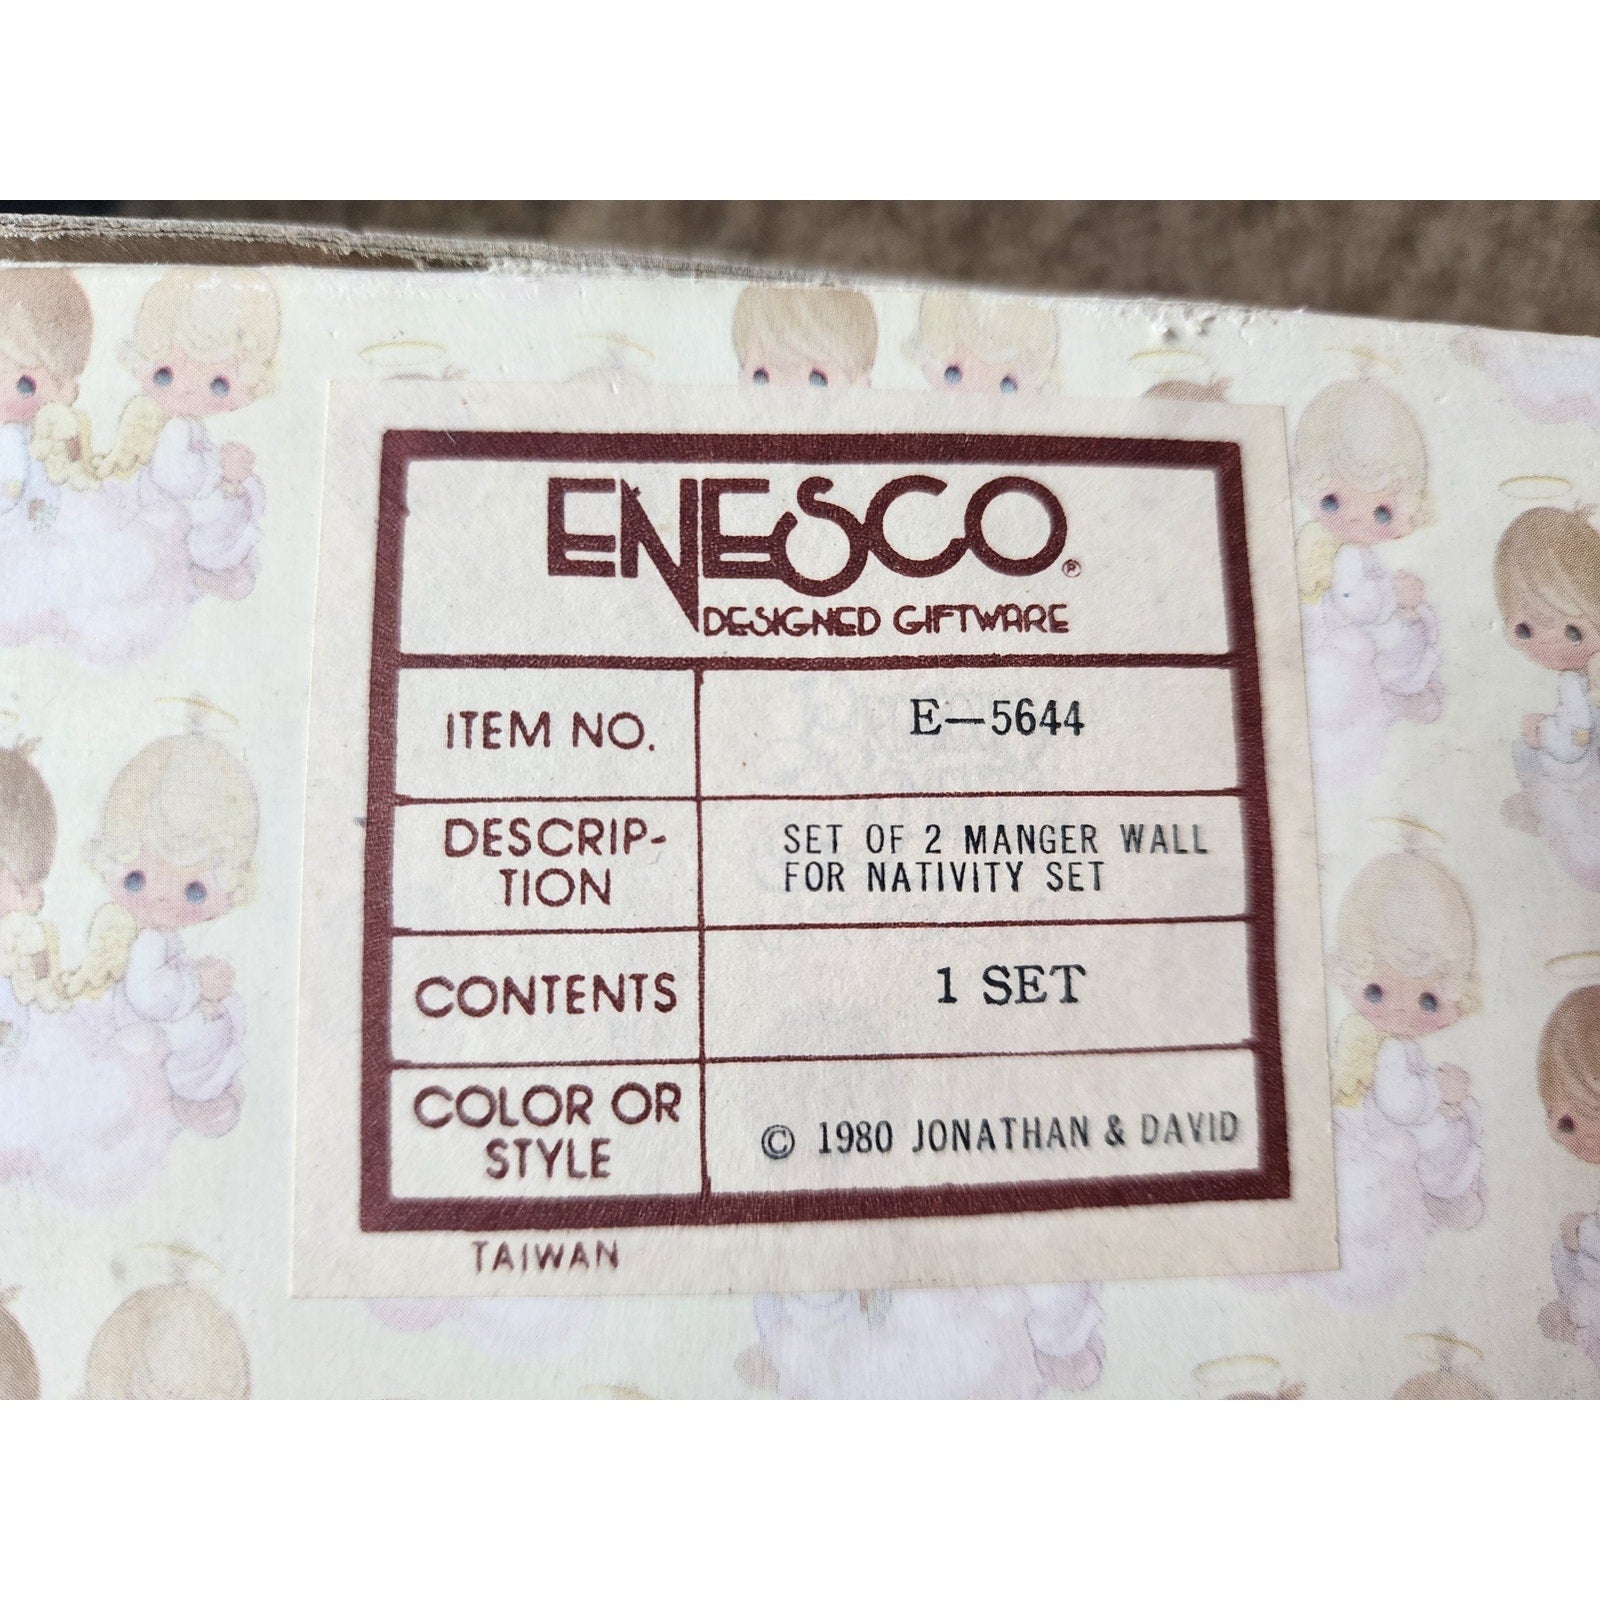 ENESCO®
DESIGNED GIFTWARE
ITEM NO.
E—5644
DESCRIP-
TION
SET OF 2 MANGER WALL
FOR NATIVITY SET
CONTENTS
1 SET
COLOR OR
STYLE
© 1980 JONATHAN & DAVID
TAIWAN